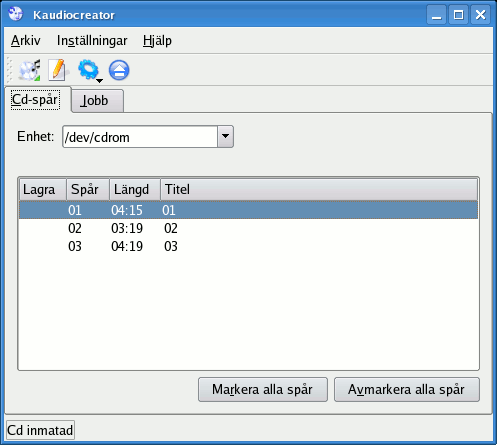 Kaudiocreator
Arkiv Inställningar Hjälp
Cd-spår Jobb
Enhet: /dev/cdrom
Lagra Spår Längd Titel
01 04:15 01
02 03:19 02
03 04:19 03
Markera alla spår Avmarkera alla spår
Cd inmatad